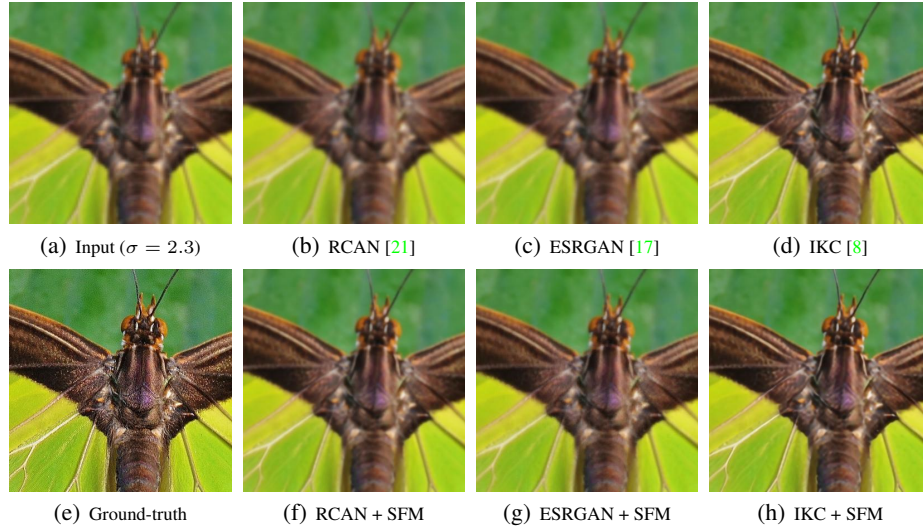 (a) Input (σ = 2.3)
(b) RCAN [21]
(c) ESRGAN [17]
(d) IKC [8]
(e) Ground-truth
(f) RCAN + SFM
(g) ESRGAN + SFM
(h) IKC + SFM